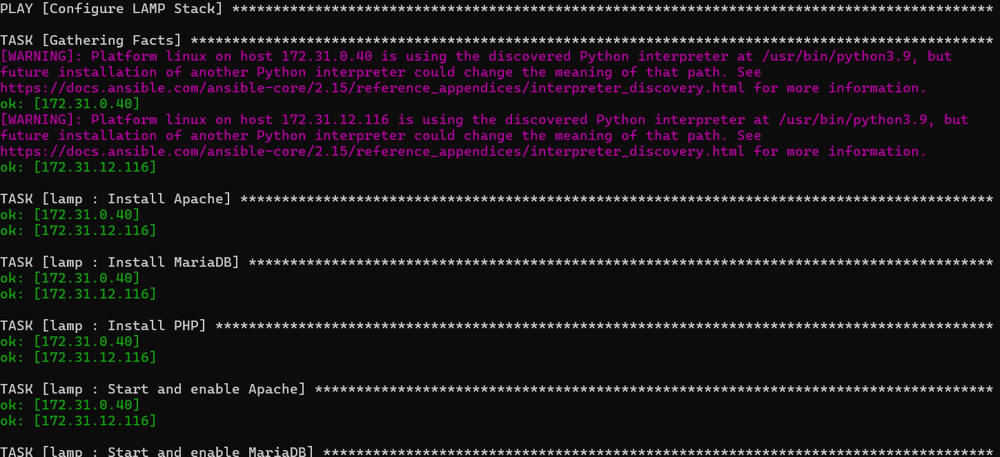 PLAY [Configure LAMP Stack] ********************************************************************************************
TASK [Gathering Facts] *************************************************************************************************
[WARNING]: Platform linux on host 172.31.0.40 is using the discovered Python interpreter at /usr/bin/python3.9, but
future installation of another Python interpreter could change the meaning of that path. See
https://docs.ansible.com/ansible-core/2.15/reference_appendices/interpreter_discovery.html for more information.
ok: [172.31.0.40]
[WARNING]: Platform linux on host 172.31.12.116 is using the discovered Python interpreter at /usr/bin/python3.9, but
future installation of another Python interpreter could change the meaning of that path. See
https://docs.ansible.com/ansible-core/2.15/reference_appendices/interpreter_discovery.html for more information.
ok: [172.31.12.116]
TASK [lamp : Install Apache] *******************************************************************************************
ok: [172.31.0.40]
ok: [172.31.12.116]
TASK [lamp : Install MariaDB] ******************************************************************************************
ok: [172.31.0.40]
ok: [172.31.12.116]
TASK [lamp : Install PHP] **********************************************************************************************
ok: [172.31.0.40]
ok: [172.31.12.116]
TASK [lamp : Start and enable Apache] **********************************************************************************
ok: [172.31.0.40]
ok: [172.31.12.116]
TASK [lamp : Start and enable MariaDB] *********************************************************************************